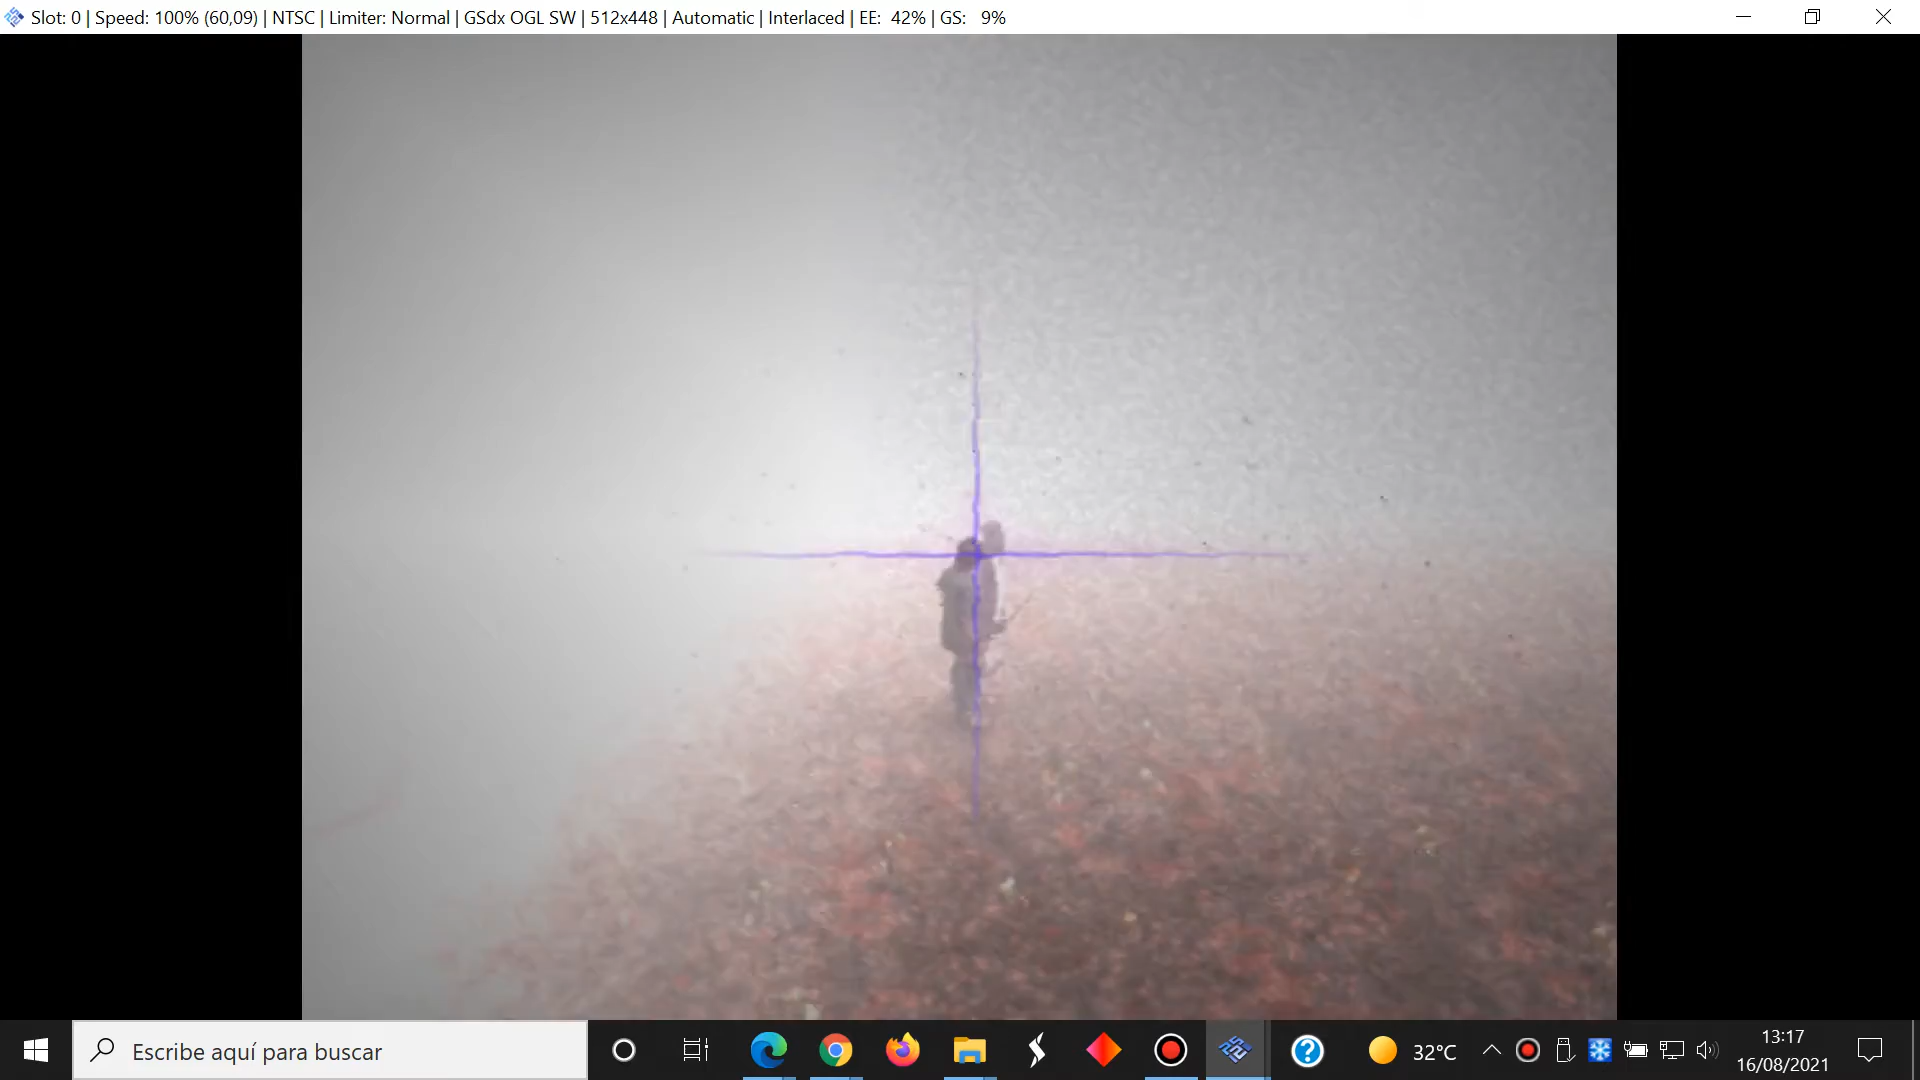 Slot: 0 | Speed: 100% (60,09) | NTSC | Limiter: Normal | GSdx OGL SW | 512x448 | Automatic | Interlaced | EE: 42% | GS: 9%
Escribe aquí para buscar
32°C
13:17
16/08/2021